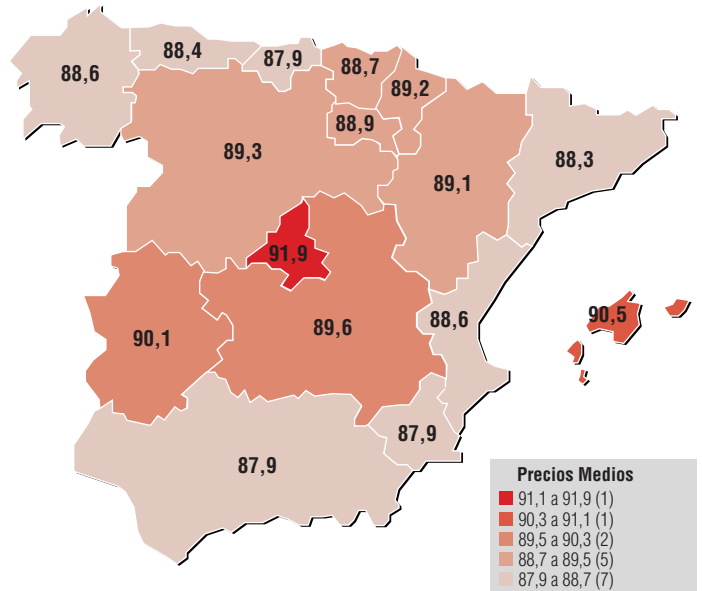 88,6
88,4
87,9
88,7
89,2
88,9
89,3
89,1
88,3
91,9
90,1
89,6
88,6
90,5
87,9
87,9
Precios Medios
91,1 a 91,9 (1)
90,3 a 91,1 (1)
89,5 a 90,3 (2)
88,7 a 89,5 (5)
87,9 a 88,7 (7)